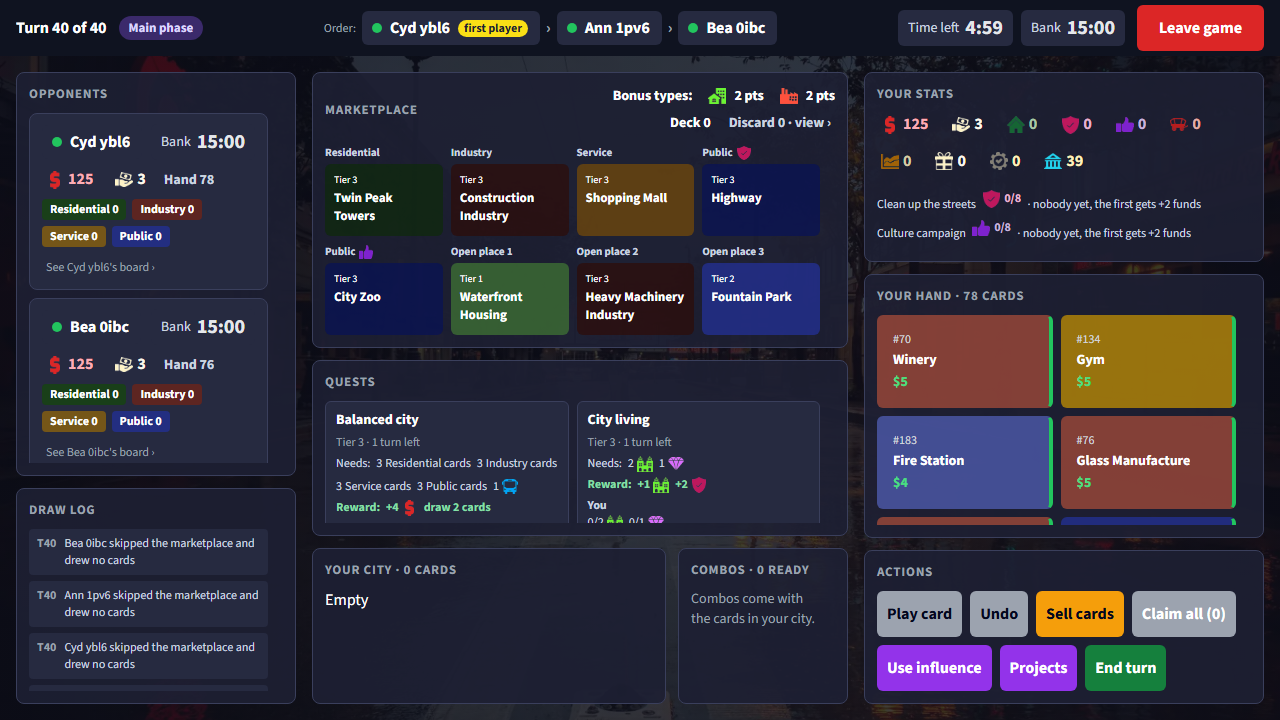 Turn 40 of 40
Main phase
Order:
Cyd ybl6
first player
›
Ann 1pv6
›
Bea 0ibc
Time left 4:59
Bank 15:00
Leave game
OPPONENTS
Cyd ybl6
Bank 15:00
125
3
Hand 78
Residential 0
Industry 0
Service 0
Public 0
See Cyd ybl6's board ›
Bea 0ibc
Bank 15:00
125
3
Hand 76
Residential 0
Industry 0
Service 0
Public 0
See Bea 0ibc's board ›
DRAW LOG
T40 Bea 0ibc skipped the marketplace and
drew no cards
T40 Ann 1pv6 skipped the marketplace and
drew no cards
T40 Cyd ybl6 skipped the marketplace and
drew no cards
MARKETPLACE
Bonus types: 2 pts 2 pts
Deck 0 Discard 0 · view ›
Residential
Tier 3
Twin Peak
Towers
Industry
Tier 3
Construction
Industry
Service
Tier 3
Shopping Mall
Public
Tier 3
Highway
Public
Tier 3
City Zoo
Open place 1
Tier 1
Waterfront
Housing
Open place 2
Tier 3
Heavy Machinery
Industry
Open place 3
Tier 2
Fountain Park
QUESTS
Balanced city
Tier 3 · 1 turn left
Needs: 3 Residential cards 3 Industry cards
3 Service cards 3 Public cards 1
Reward: +4 draw 2 cards
City living
Tier 3 · 1 turn left
Needs: 2 1
Reward: +1 +2
You
0/2 0/1
YOUR CITY · 0 CARDS
Empty
COMBOS · 0 READY
Combos come with
the cards in your city.
YOUR STATS
125 3 0 0 0 0
0 0 0 39
Clean up the streets 0/8 · nobody yet, the first gets +2 funds
Culture campaign 0/8 · nobody yet, the first gets +2 funds
YOUR HAND · 78 CARDS
#70
Winery
$5
#134
Gym
$5
#183
Fire Station
$4
#76
Glass Manufacture
$5
ACTIONS
Play card
Undo
Sell cards
Claim all (0)
Use influence
Projects
End turn